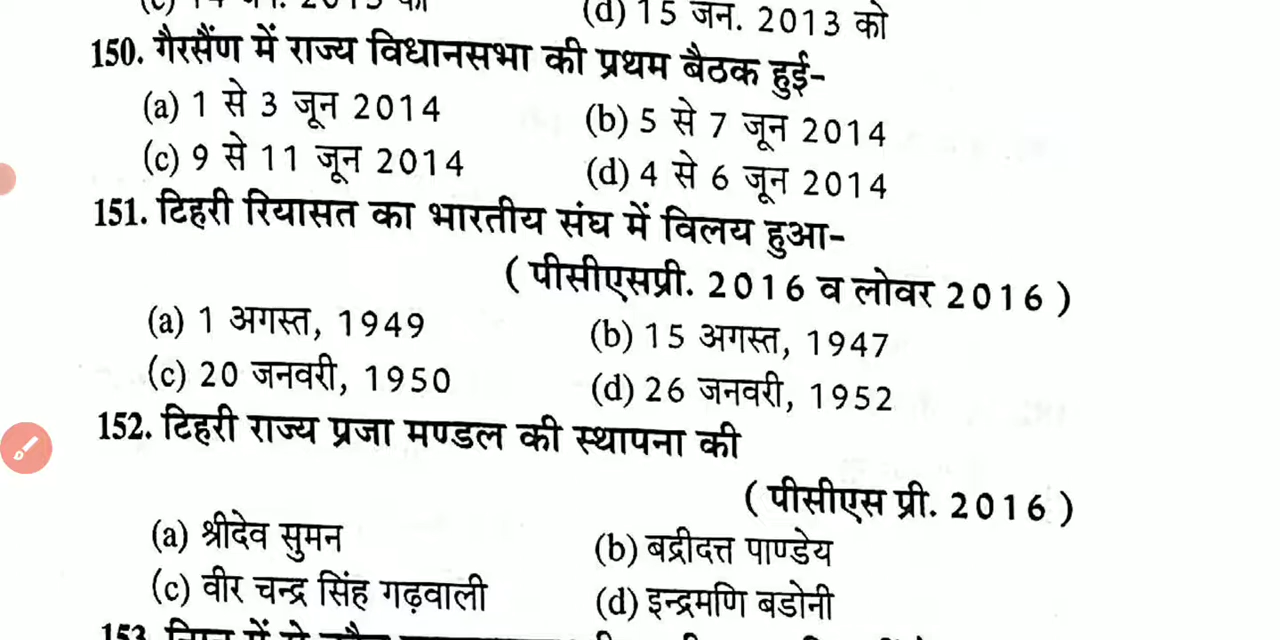 (d) 15 जन. 2013 को
150. गैरसैंण में राज्य विधानसभा की प्रथम बैठक हुई-
(a) 1 से 3 जून 2014 (b) 5 से 7 जून 2014
(c) 9 से 11 जून 2014 (d) 4 से 6 जून 2014
151. टिहरी रियासत का भारतीय संघ में विलय हुआ-
( पीसीएसप्री. 2016 व लोवर 2016 )
(a) 1 अगस्त, 1949 (b) 15 अगस्त, 1947
(c) 20 जनवरी, 1950 (d) 26 जनवरी, 1952
152. टिहरी राज्य प्रजा मण्डल की स्थापना की
( पीसीएस प्री. 2016 )
(a) श्रीदेव सुमन (b) बद्रीदत्त पाण्डेय
(c) वीर चन्द्र सिंह गढ़वाली (d) इन्द्रमणि बडोनी
153.